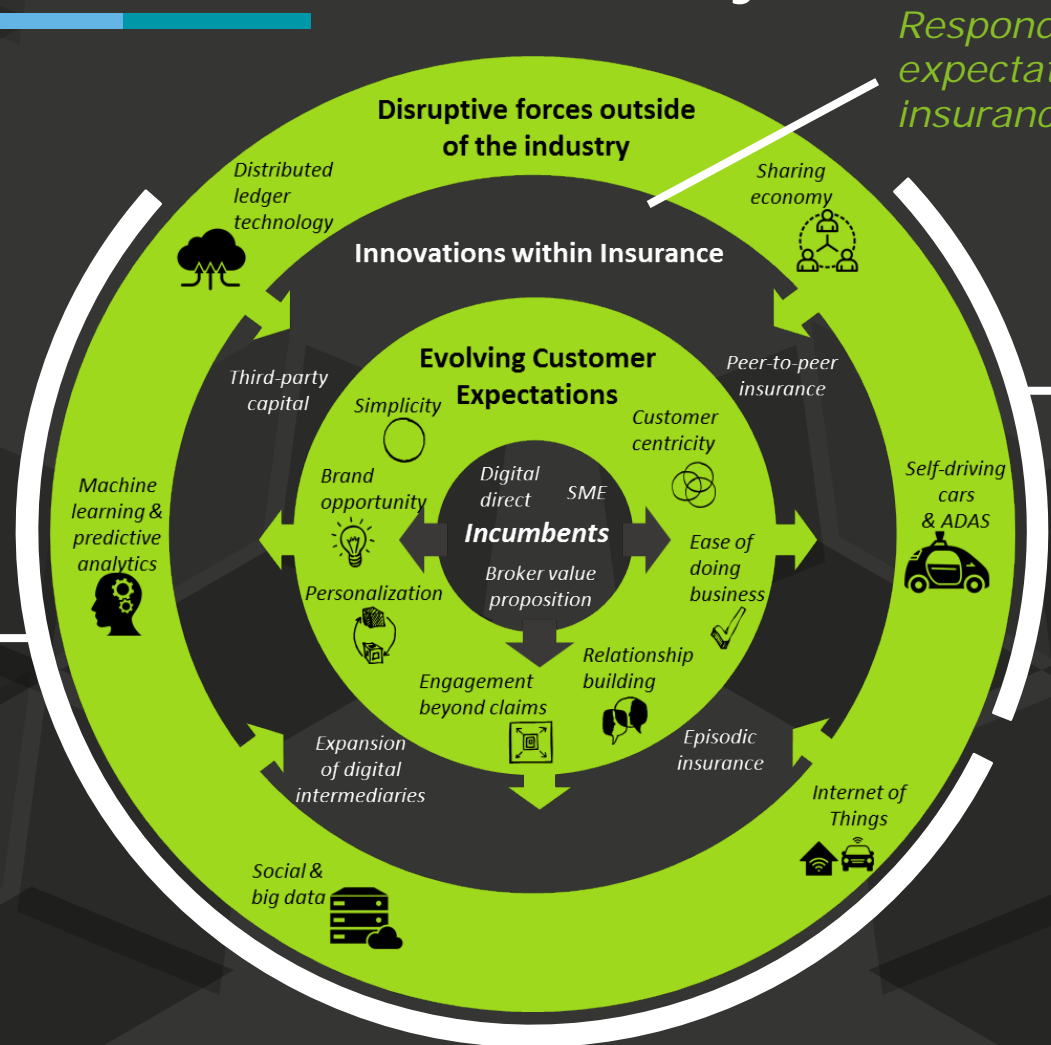 Disruptive forces outside
of the industry
Distributed
ledger
technology
Sharing
economy
Innovations within Insurance
Third-party
capital
Evolving Customer
Expectations
Peer-to-peer
insurance
Simplicity
Customer
centricity
Brand
opportunity
Digital
direct
SME
Incumbents
Broker value
proposition
Machine
learning &
predictive
analytics
Self-driving
cars
& ADAS
Ease of
doing
business
Personalization
Relationship
building
Engagement
beyond claims
Expansion
of digital
intermediaries
Episodic
insurance
Internet of
Things
Social &
big data